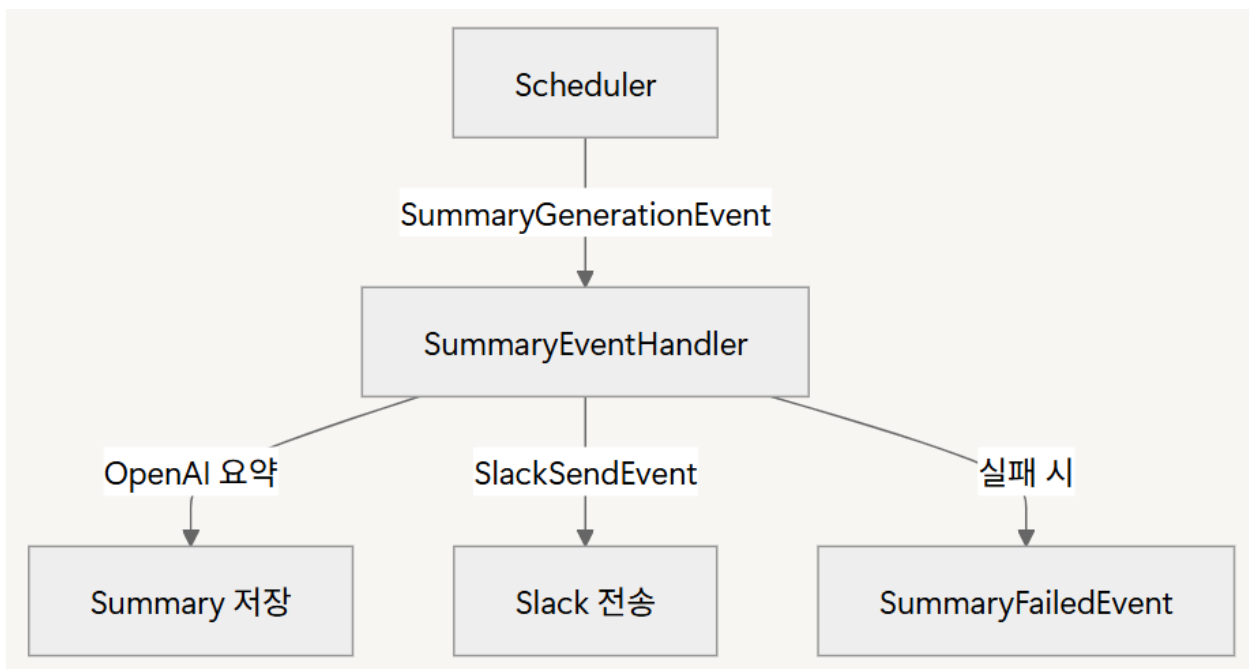 Scheduler
SummaryGenerationEvent
SummaryEventHandler
OpenAI 요약
SlackSendEvent
실패 시
Summary 저장
Slack 전송
SummaryFailedEvent